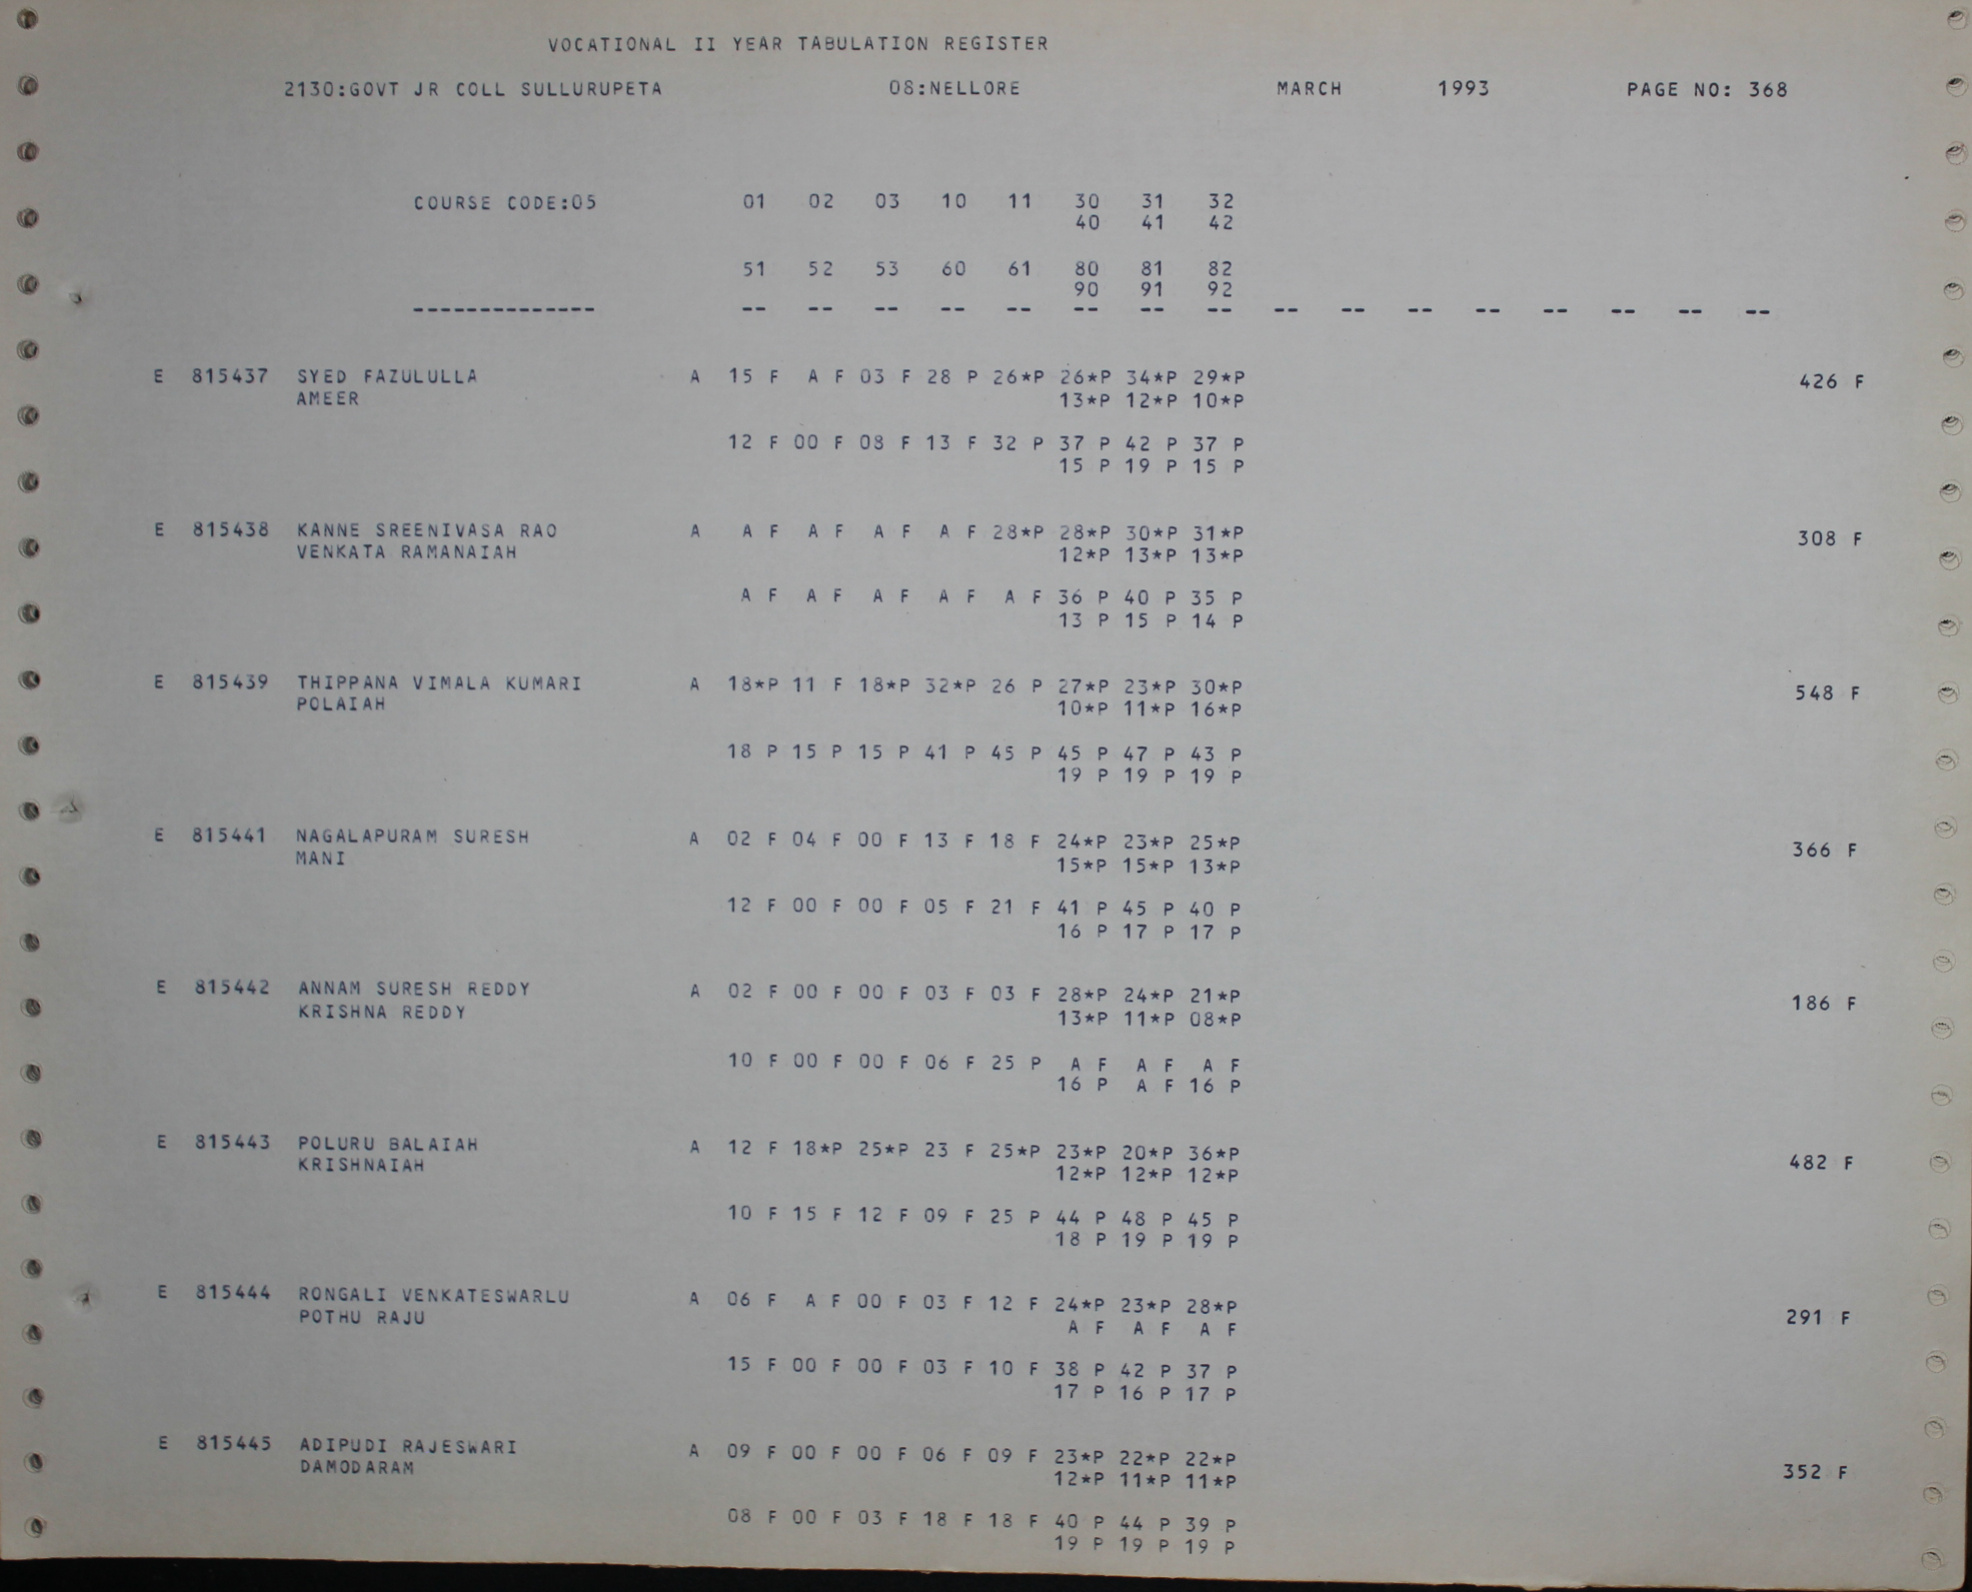 VOCATIONAL II YEAR TABULATION REGISTER
2130:GOVT JR COLL SULLURUPETA 08:NELLORE MARCH 1993 PAGE NO: 368
COURSE CODE:05 01 02 03 10 11 30 31 32
40 41 42
51 52 53 60 61 80 81 82
90 91 92
-------------- -- -- -- -- -- -- -- -- -- -- -- -- -- -- -- --
E 815437 SYED FAZULULLA A 15 F A F 03 F 28 P 26*P 26*P 34*P 29*P 426 F
AMEER 13*P 12*P 10*P
12 F 00 F 08 F 13 F 32 P 37 P 42 P 37 P
15 P 19 P 15 P
E 815438 KANNE SREENIVASA RAO A A F A F A F A F 28*P 28*P 30*P 31*P 308 F
VENKATA RAMANAIAH 12*P 13*P 13*P
A F A F A F A F A F 36 P 40 P 35 P
13 P 15 P 14 P
E 815439 THIPPANA VIMALA KUMARI A 18*P 11 F 18*P 32*P 26 P 27*P 23*P 30*P 548 F
POLAIAH 10*P 11*P 16*P
18 P 15 P 15 P 41 P 45 P 45 P 47 P 43 P
19 P 19 P 19 P
E 815441 NAGALAPURAM SURESH A 02 F 04 F 00 F 13 F 18 F 24*P 23*P 25*P 366 F
MANI 15*P 15*P 13*P
12 F 00 F 00 F 05 F 21 F 41 P 45 P 40 P
16 P 17 P 17 P
E 815442 ANNAM SURESH REDDY A 02 F 00 F 00 F 03 F 03 F 28*P 24*P 21*P 186 F
KRISHNA REDDY 13*P 11*P 08*P
10 F 00 F 00 F 06 F 25 P A F A F A F
16 P A F 16 P
E 815443 POLURU BALAIAH A 12 F 18*P 25*P 23 F 25*P 23*P 20*P 36*P 482 F
KRISHNAIAH 12*P 12*P 12*P
10 F 15 F 12 F 09 F 25 P 44 P 48 P 45 P
18 P 19 P 19 P
E 815444 RONGALI VENKATESWARLU A 06 F A F 00 F 03 F 12 F 24*P 23*P 28*P 291 F
POTHU RAJU A F A F A F
15 F 00 F 00 F 03 F 10 F 38 P 42 P 37 P
17 P 16 P 17 P
E 815445 ADIPUDI RAJESWARI A 09 F 00 F 00 F 06 F 09 F 23*P 22*P 22*P 352 F
DAMODARAM 12*P 11*P 11*P
08 F 00 F 03 F 18 F 18 F 40 P 44 P 39 P
19 P 19 P 19 P